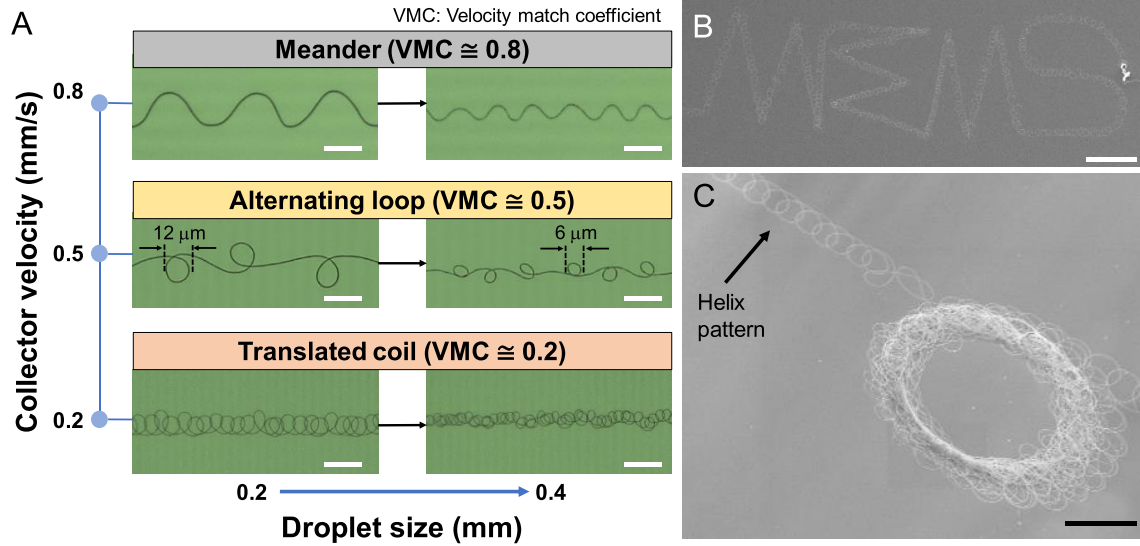 A
VMC: Velocity match coefficient
Meander (VMC ≅ 0.8)
Alternating loop (VMC ≅ 0.5)
12 μm
6 μm
Translated coil (VMC ≅ 0.2)
Collector velocity (mm/s)
0.8
0.5
0.2
0.2
0.4
Droplet size (mm)
B
MEMS
C
Helix
pattern